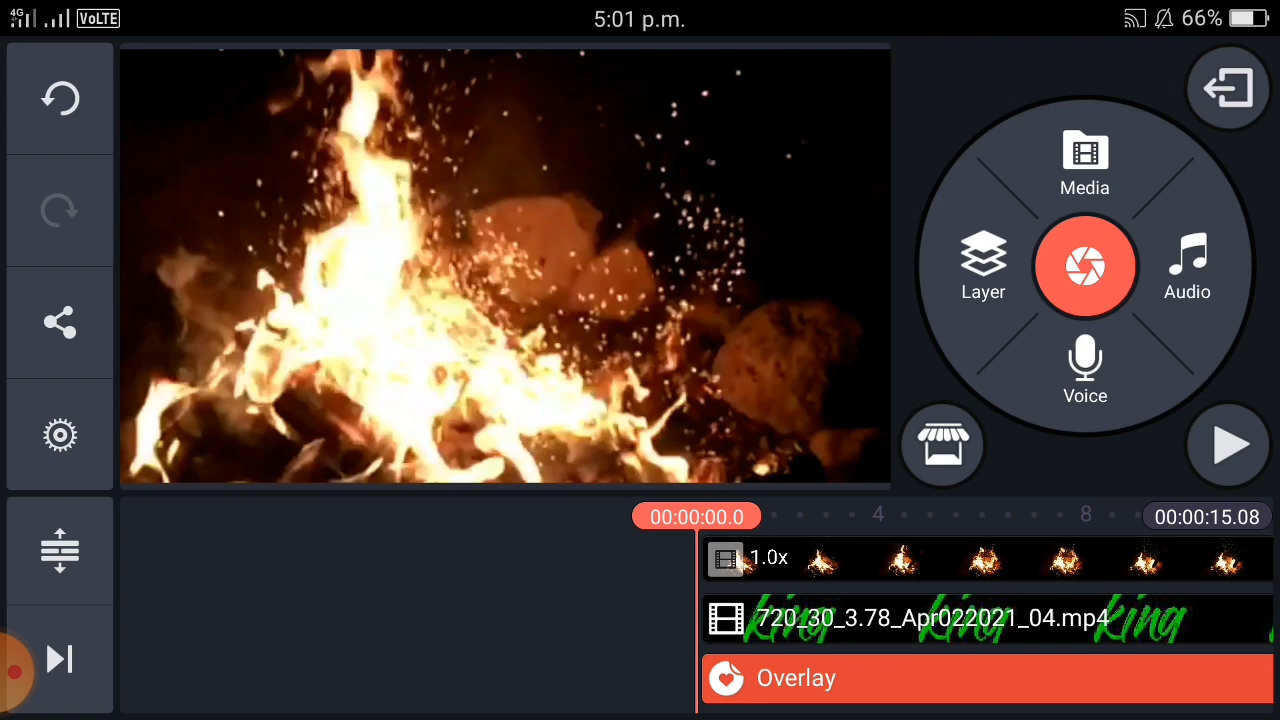 4G VoLTE 5:01 p.m. 66%
Media
Layer
Audio
Voice
00:00:00.0 4 8 00:00:15.08
1.0x
king king king
720_30_3.78_Apr022021_04.mp4
Overlay